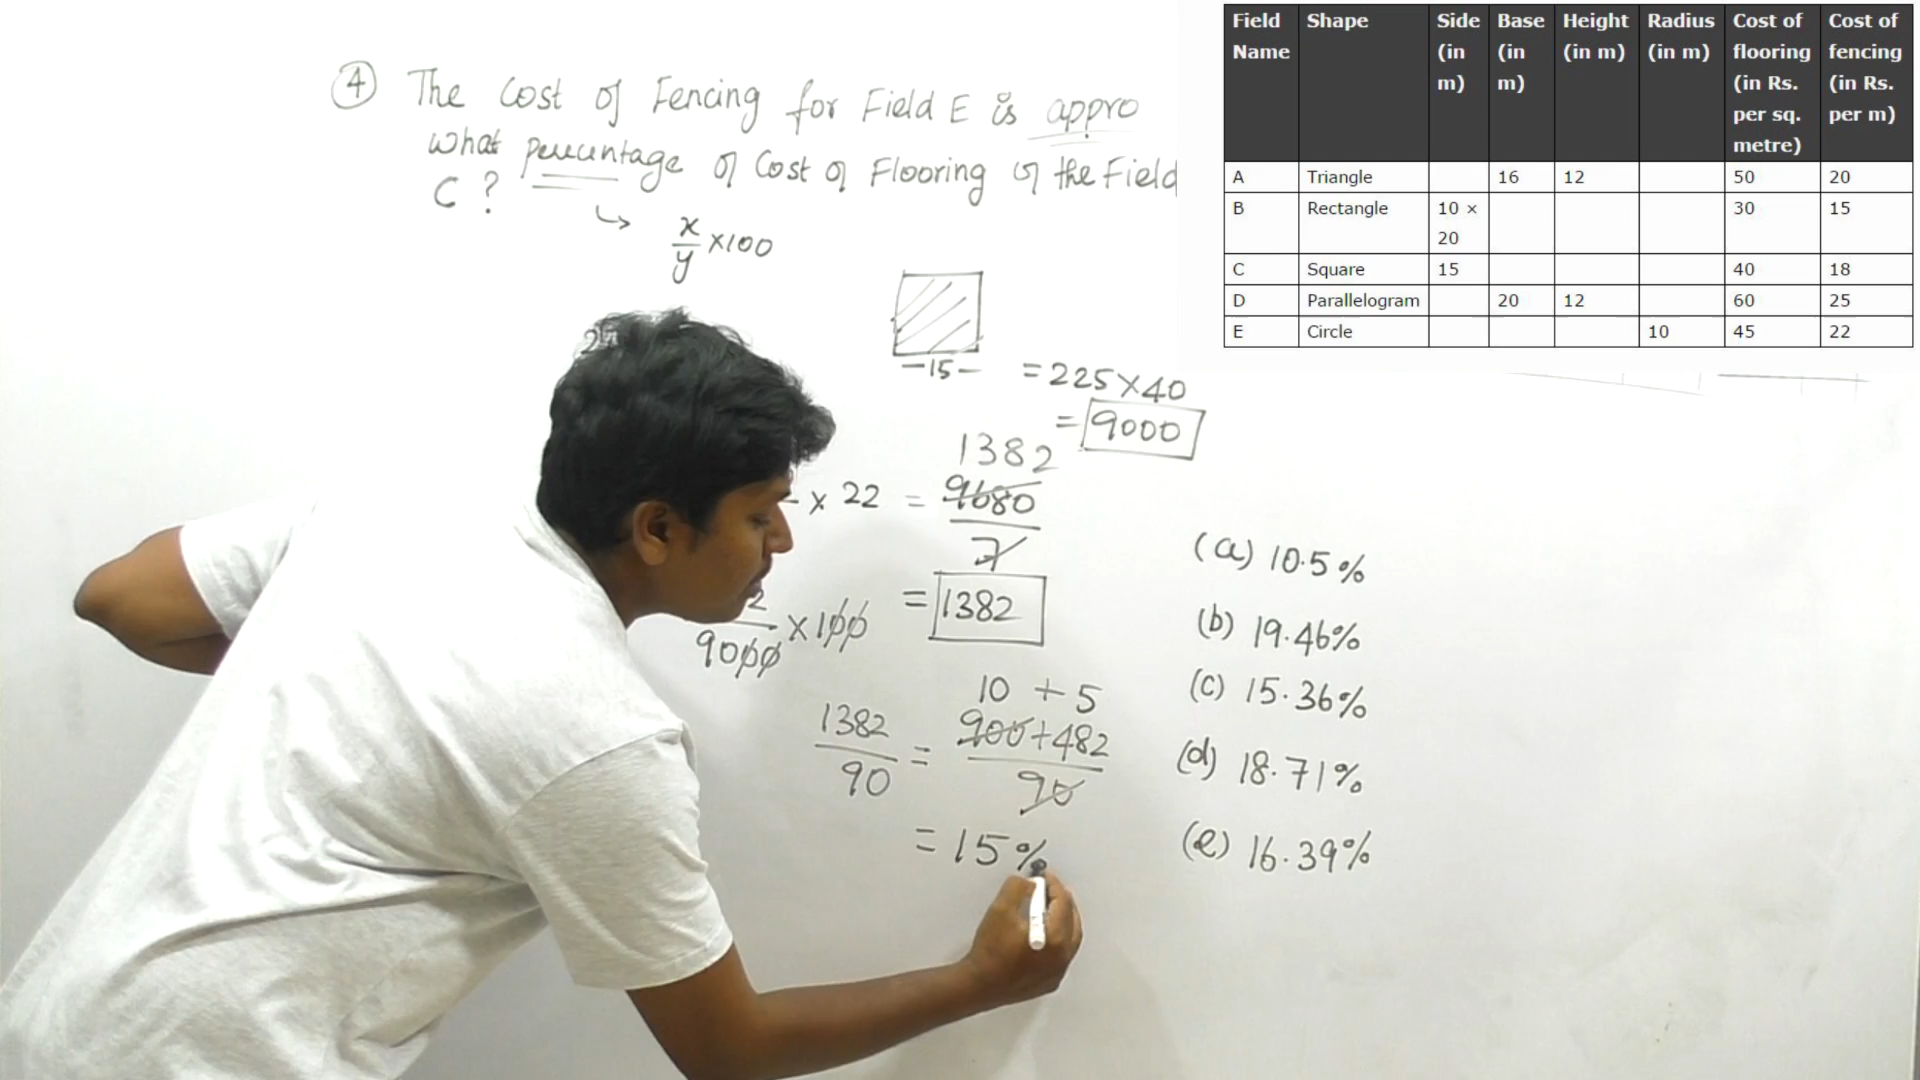 ④ The Cost of Fencing for Field E is appro
what percentage of Cost of Flooring of the Field
C ?
x/y ×100
15
= 225×40
= 9000
1382
× 22 = 9680/7
= 1382
2/9000 ×100
10 + 5
1382/90 = 900+482/90
= 15%
(a) 10.5%
(b) 19.46%
(c) 15.36%
(d) 18.71%
(e) 16.39%
Field Name Shape Side (in m) Base (in m) Height (in m) Radius (in m) Cost of flooring (in Rs. per sq. metre) Cost of fencing (in Rs. per m)
A Triangle 16 12 50 20
B Rectangle 10 × 20 30 15
C Square 15 40 18
D Parallelogram 20 12 60 25
E Circle 10 45 22